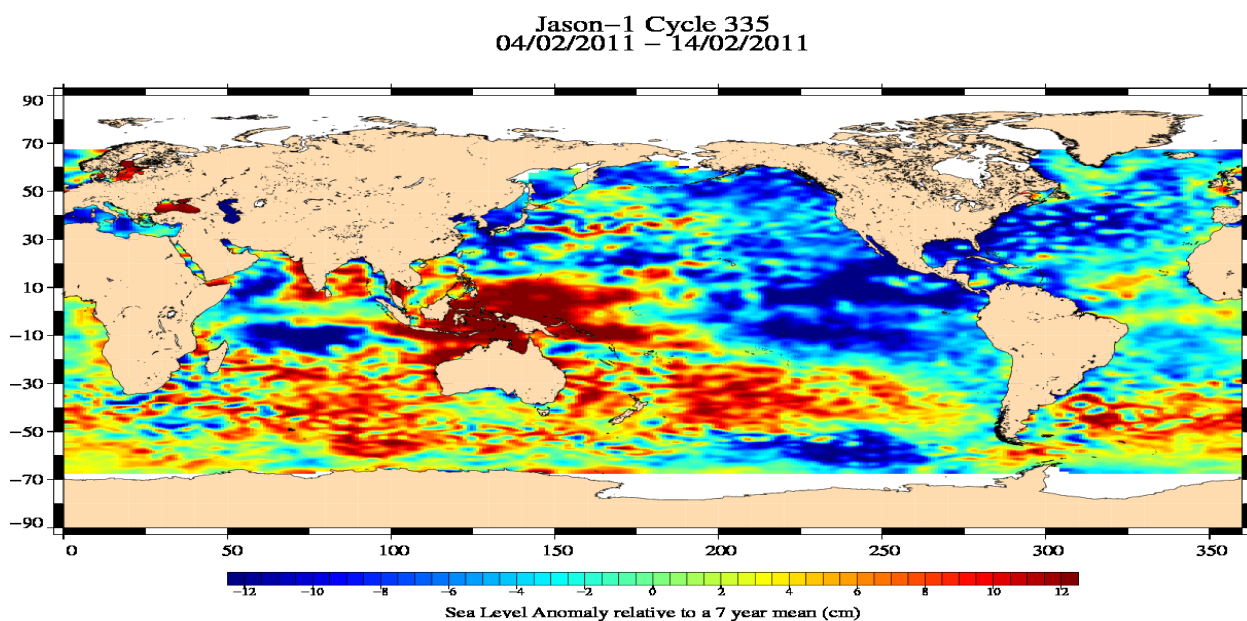 Jason-1 Cycle 335
04/02/2011 - 14/02/2011
90
70
50
30
10
-10
-30
-50
-70
-90
0 50 100 150 200 250 300 350
-12 -10 -8 -6 -4 -2 0 2 4 6 8 10 12
Sea Level Anomaly relative to a 7 year mean (cm)